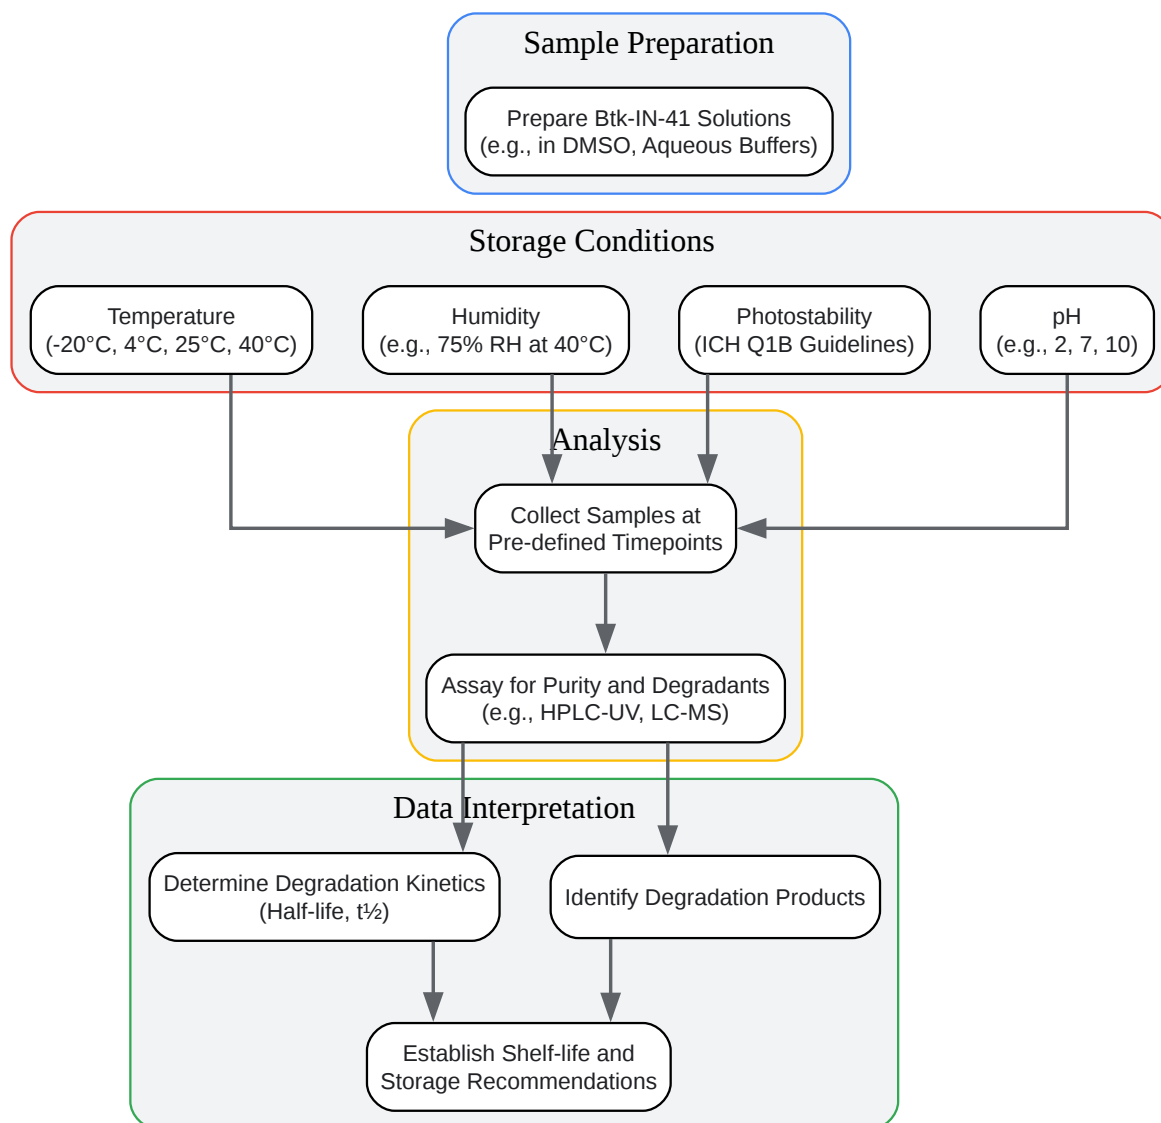 Sample Preparation
Prepare Btk-IN-41 Solutions
(e.g., in DMSO, Aqueous Buffers)
Storage Conditions
Temperature
(-20°C, 4°C, 25°C, 40°C)
Humidity
(e.g., 75% RH at 40°C)
Photostability
(ICH Q1B Guidelines)
pH
(e.g., 2, 7, 10)
Analysis
Collect Samples at
Pre-defined Timepoints
Assay for Purity and Degradants
(e.g., HPLC-UV, LC-MS)
Data Interpretation
Determine Degradation Kinetics
(Half-life, t½)
Identify Degradation Products
Establish Shelf-life and
Storage Recommendations